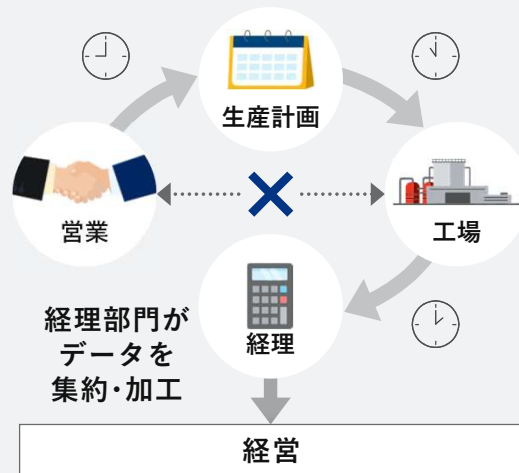 生産計画
営業
工場
経理
経理部門が
データを
集約・加工
経営